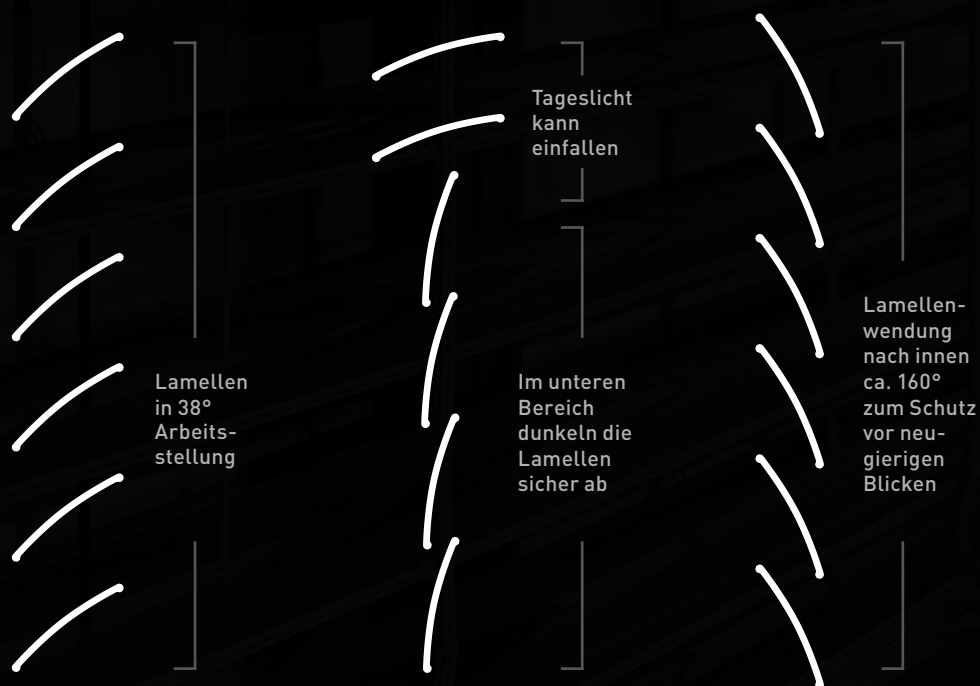 Lamellen
in 38°
Arbeits-
stellung
Tageslicht
kann
einfallen
Im unteren
Bereich
dunkeln die
Lamellen
sicher ab
Lamellen-
wendung
nach innen
ca. 160°
zum Schutz
vor neu-
gierigen
Blicken